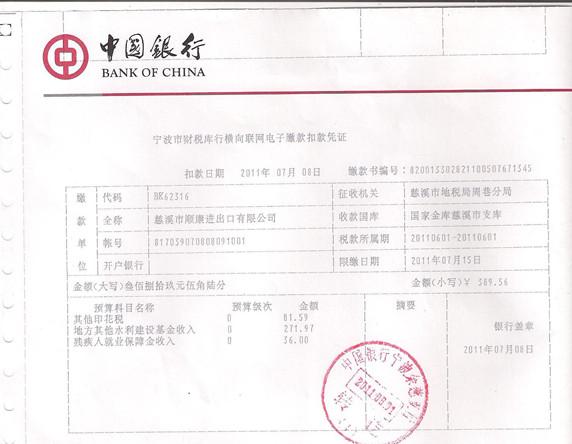 中国银行
BANK OF CHINA
宁波市财税库行横向联网电子缴款扣款凭证
扣款日期 2011年 07月 08日 缴款书编号：820013302821100507671345
缴款单位 代码 BK62316 征收机关 慈溪市地税局周巷分局
全称 慈溪市顺康进出口有限公司 收款国库 国家金库慈溪市支库
帐号 817039070808091001 税款所属期 20110601-20110601
开户银行 限缴日期 2011年07月15日
金额(大写)叁佰捌拾玖元伍角陆分 金额(小写)￥ 389.56
预算科目名称 预算级次 金额 摘要
其他印花税 0 81.59
地方其他水利建设基金收入 0 271.97
残疾人就业保障金收入 0 36.00
银行盖章
2011年07月08日
中国银行宁波
2011.08.01